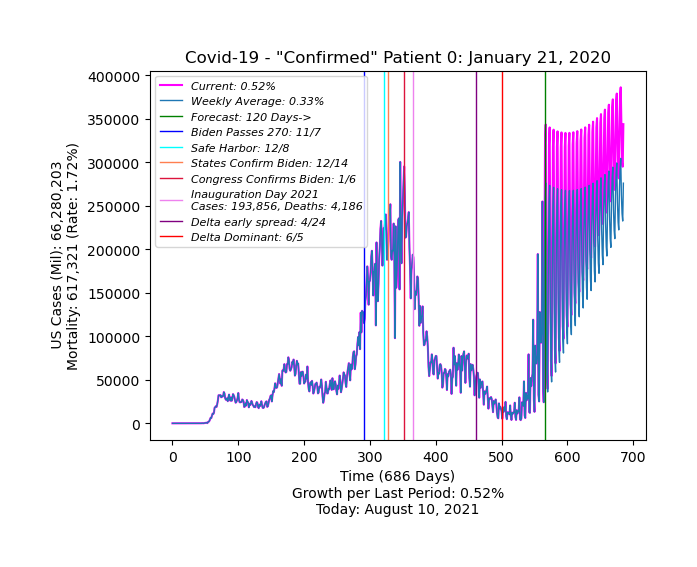 Covid-19 - "Confirmed" Patient 0: January 21, 2020
US Cases (Mil): 66,280,203
Mortality: 617,321 (Rate: 1.72%)
400000
350000
300000
250000
200000
150000
100000
50000
0
Current: 0.52%
Weekly Average: 0.33%
Forecast: 120 Days->
Biden Passes 270: 11/7
Safe Harbor: 12/8
States Confirm Biden: 12/14
Congress Confirms Biden: 1/6
Inauguration Day 2021
Cases: 193,856, Deaths: 4,186
Delta early spread: 4/24
Delta Dominant: 6/5
0 100 200 300 400 500 600 700
Time (686 Days)
Growth per Last Period: 0.52%
Today: August 10, 2021